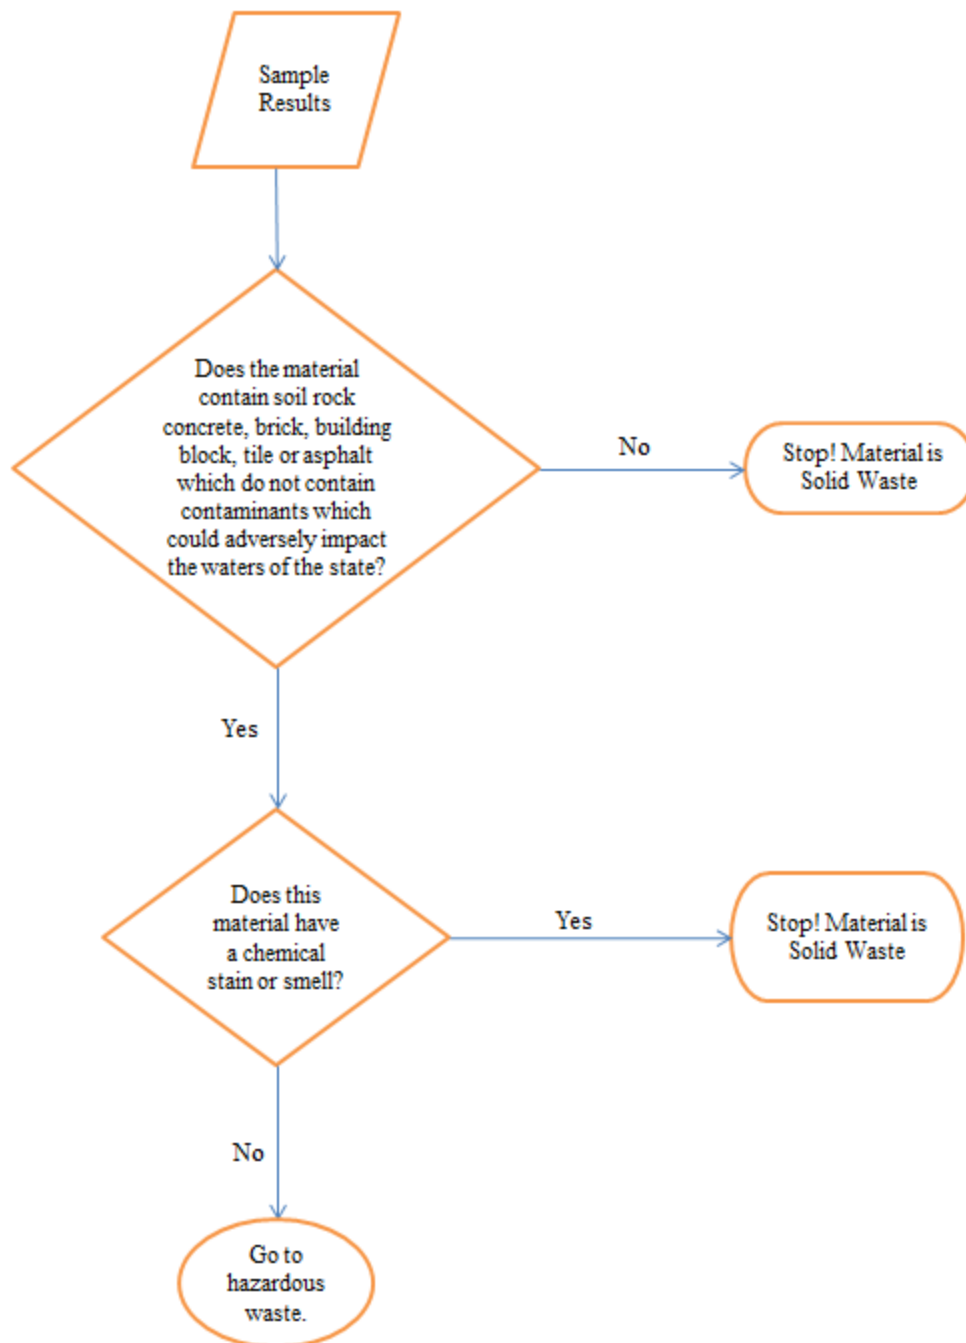 Sample
Results
Does the material
contain soil rock
concrete, brick, building
block, tile or asphalt
which do not contain
contaminants which
could adversely impact
the waters of the state?
No
Stop! Material is
Solid Waste
Yes
Does this
material have
a chemical
stain or smell?
Yes
Stop! Material is
Solid Waste
No
Go to
hazardous
waste.